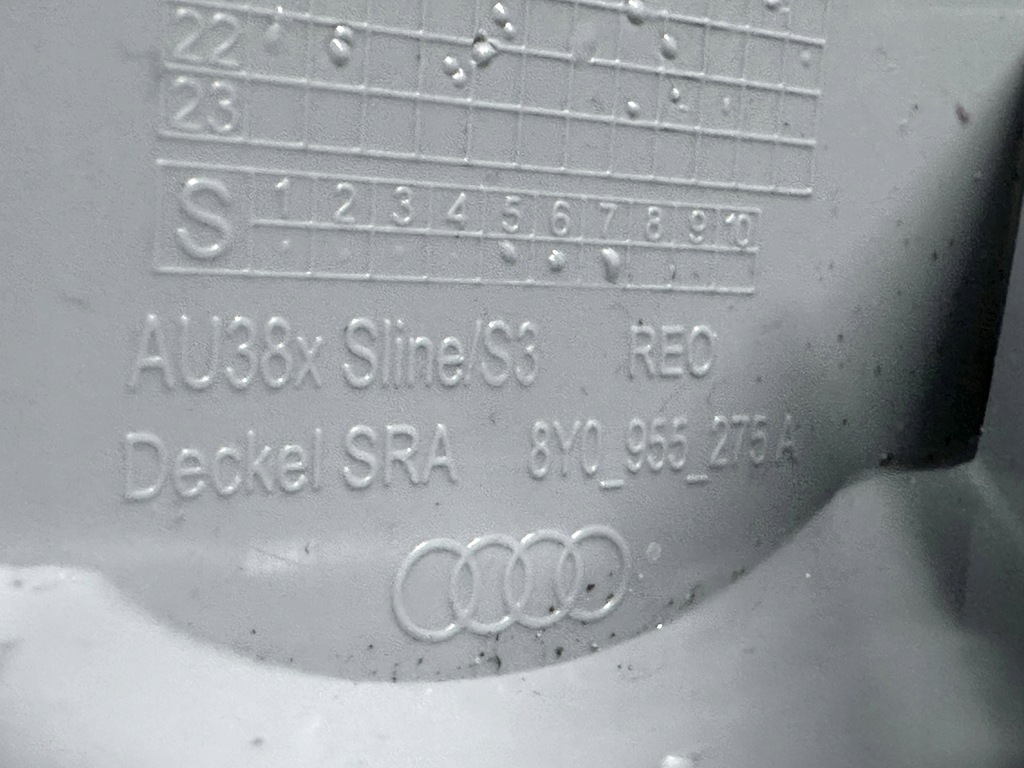 22
23
S 1 2 3 4 5 6 7 8 9 10
AU38x Sline/S3 REO
Deckel SRA 8Y0_955_275 A